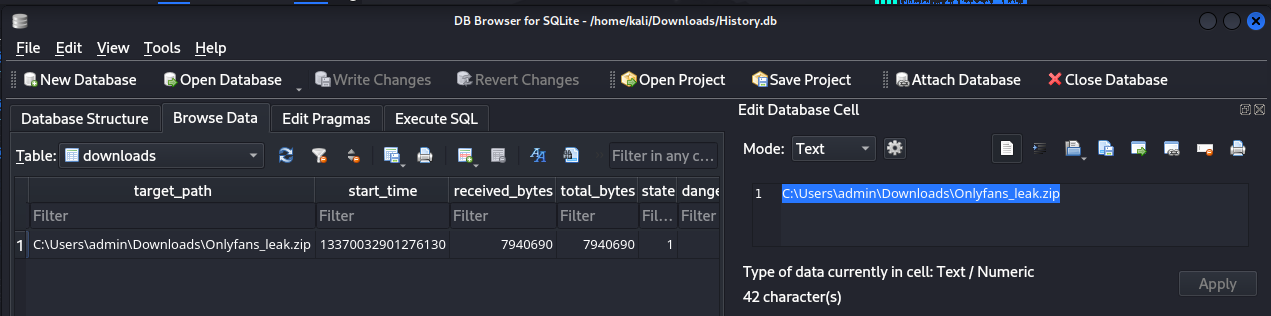 DB Browser for SQLite - /home/kali/Downloads/History.db
File Edit View Tools Help
New Database Open Database Write Changes Revert Changes Open Project Save Project Attach Database Close Database
Database Structure Browse Data Edit Pragmas Execute SQL
Edit Database Cell
Table: downloads Filter in any c...
Mode: Text
target_path start_time received_bytes total_bytes state dange
Filter Filter Filter Filter Fil... Filter
1 C:\Users\admin\Downloads\Onlyfans_leak.zip 13370032901276130 7940690 7940690 1
1 C:\Users\admin\Downloads\Onlyfans_leak.zip
Type of data currently in cell: Text / Numeric
42 character(s)
Apply